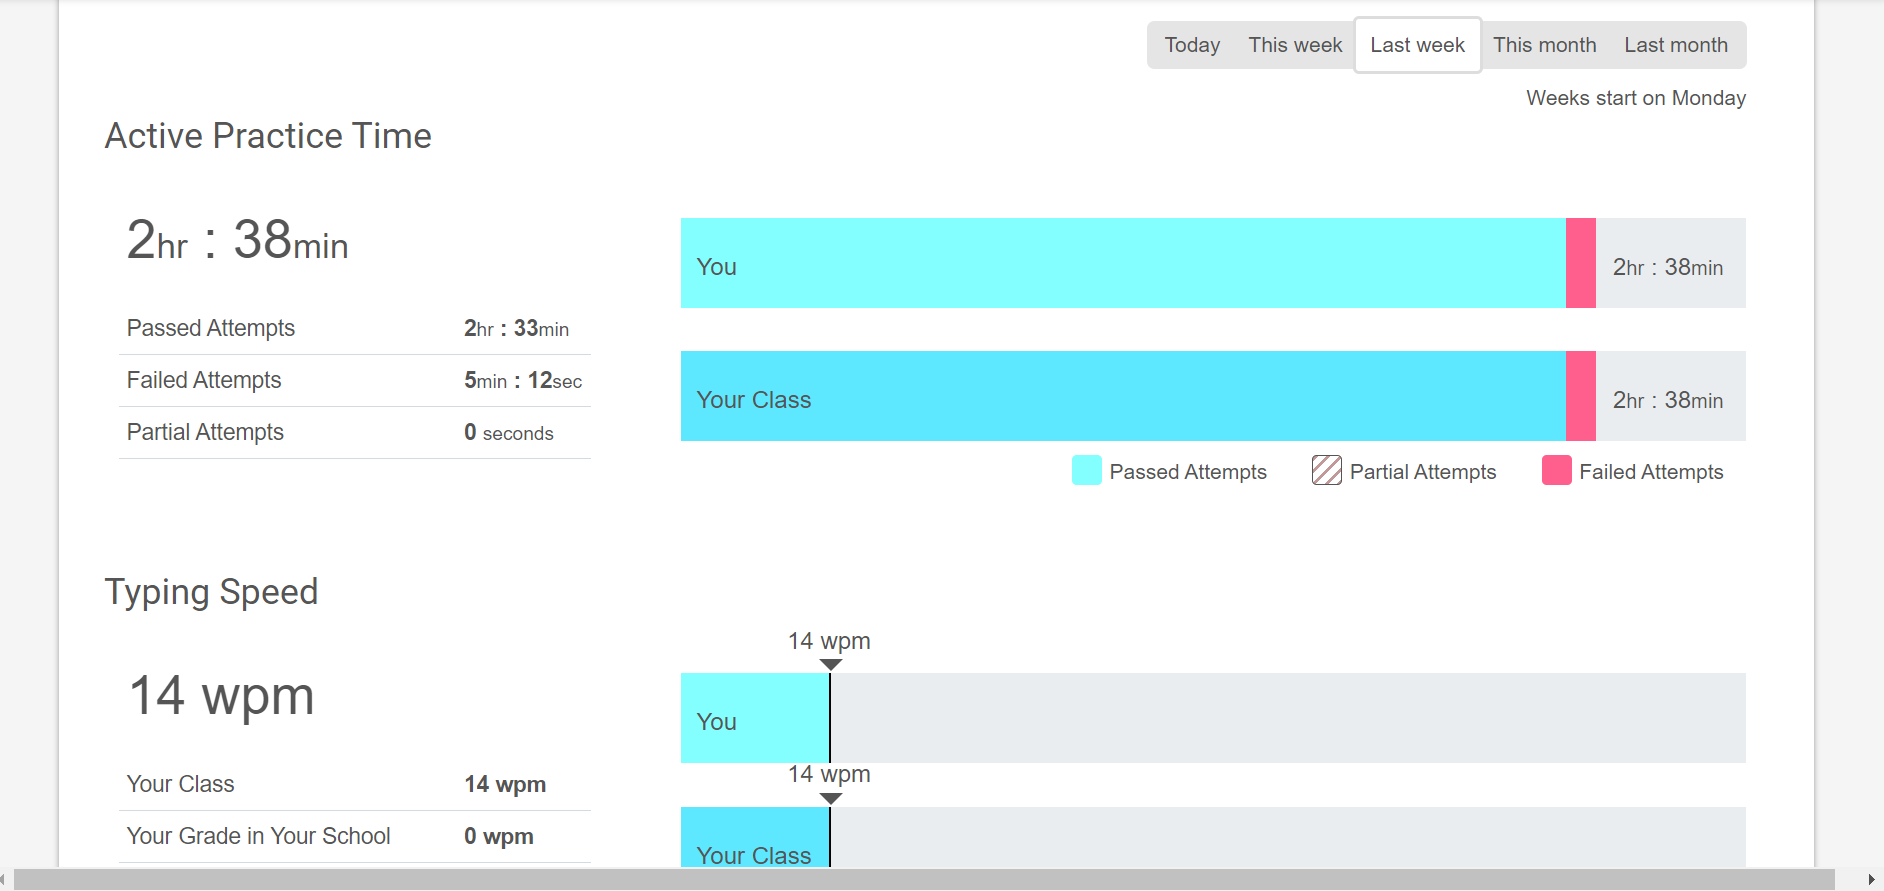 Today This week Last week This month Last month
Weeks start on Monday
Active Practice Time
2hr : 38min
Passed Attempts 2hr : 33min
Failed Attempts 5min : 12sec
Partial Attempts 0 seconds
You 2hr : 38min
Your Class 2hr : 38min
Passed Attempts Partial Attempts Failed Attempts
Typing Speed
14 wpm
Your Class 14 wpm
Your Grade in Your School 0 wpm
14 wpm
You
14 wpm
Your Class